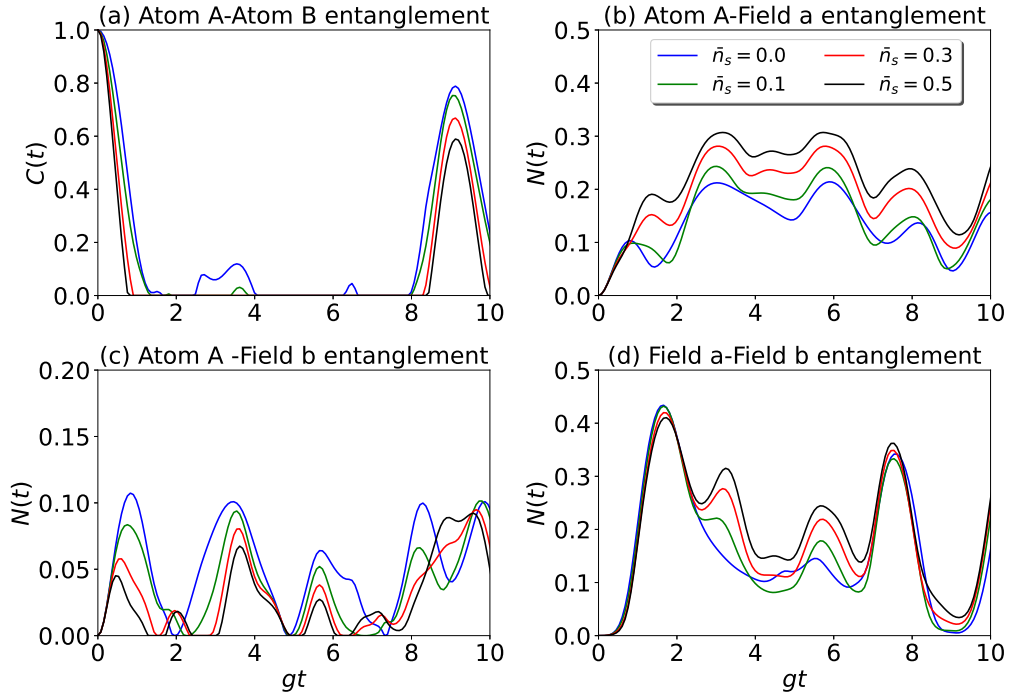 (a) Atom A-Atom B entanglement
C(t)
1.0
0.8
0.6
0.4
0.2
0.0
0 2 4 6 8 10
(b) Atom A-Field a entanglement
N(t)
0.5
0.4
0.3
0.2
0.1
0.0
0 2 4 6 8 10
n̄ₛ = 0.0 n̄ₛ = 0.3
n̄ₛ = 0.1 n̄ₛ = 0.5
(c) Atom A -Field b entanglement
N(t)
0.20
0.15
0.10
0.05
0.00
0 2 4 6 8 10
gt
(d) Field a-Field b entanglement
N(t)
0.5
0.4
0.3
0.2
0.1
0.0
0 2 4 6 8 10
gt